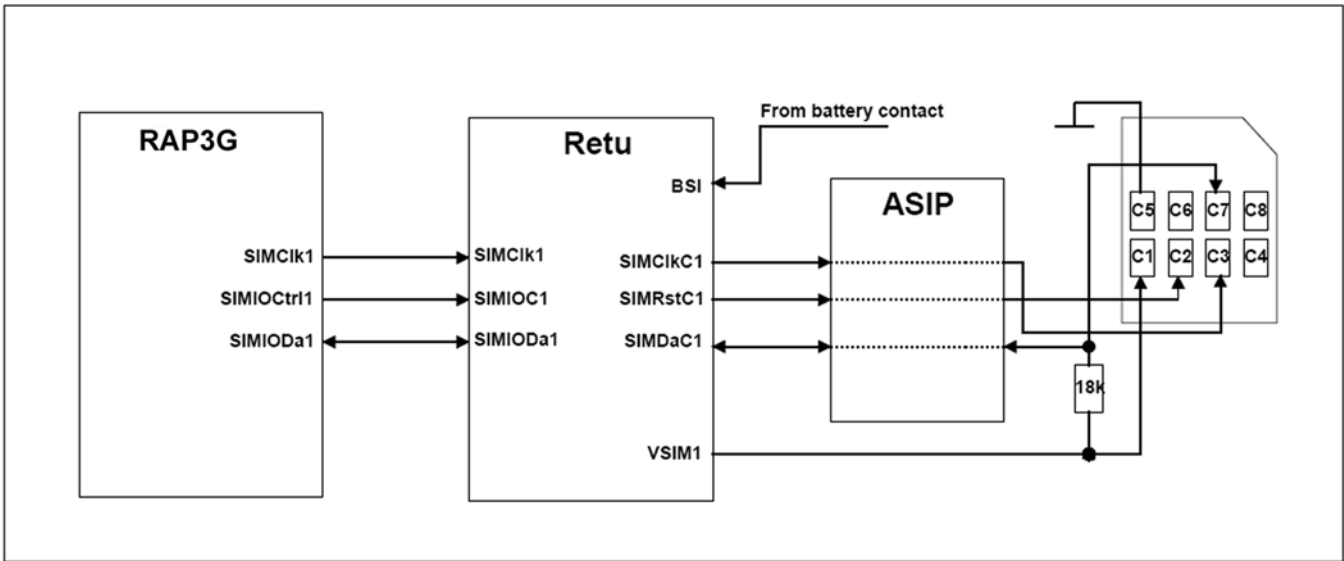 RAP3G
SIMClk1
SIMIOCtrl1
SIMIODa1
Retu
BSI
SIMClk1
SIMClkC1
SIMIOC1
SIMRstC1
SIMIODa1
SIMDaC1
VSIM1
From battery contact
ASIP
18k
C5 C6 C7 C8
C1 C2 C3 C4